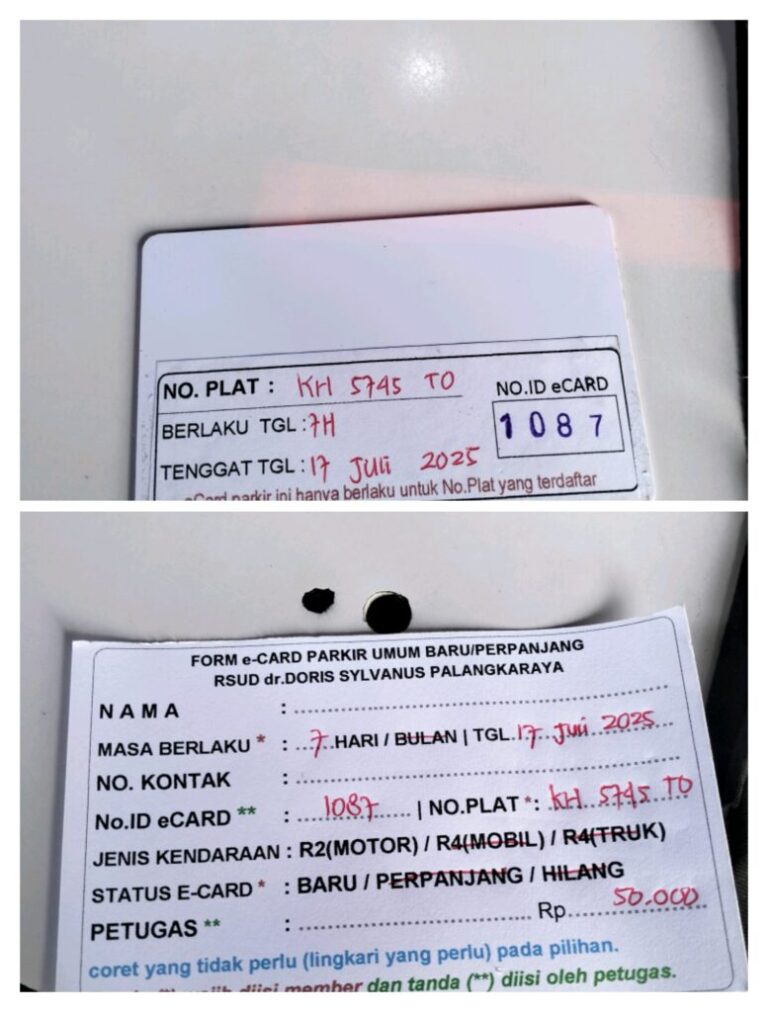 NO. PLAT : KH 5745 TO
NO.ID eCARD
1087
BERLAKU TGL : 7H
TENGGAT TGL : 17 JULI 2025
eCard parkir ini hanya berlaku untuk No.Plat yang terdaftar
FORM e-CARD PARKIR UMUM BARU/PERPANJANG
RSUD dr.DORIS SYLVANUS PALANGKARAYA
NAMA :
MASA BERLAKU * : 7 HARI / BULAN | TGL. 17 Juli 2025
NO. KONTAK :
No.ID eCARD ** : 1087 | NO.PLAT *: KH 5745 TO
JENIS KENDARAAN : R2(MOTOR) / R4(MOBIL) / R4(TRUK)
STATUS E-CARD * : BARU / PERPANJANG / HILANG
PETUGAS ** : Rp. 50.000
coret yang tidak perlu (lingkari yang perlu) pada pilihan.
diisi member dan tanda (**) diisi oleh petugas.